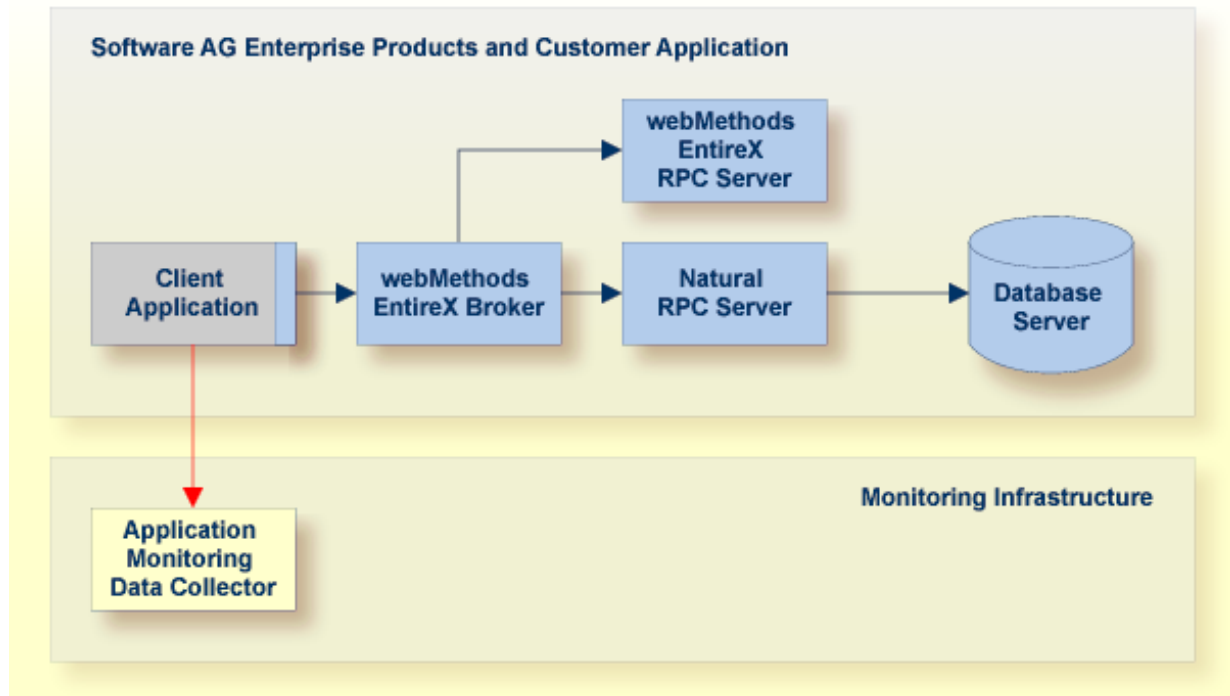 Software AG Enterprise Products and Customer Application
webMethods
EntireX
RPC Server
Client
Application
webMethods
EntireX Broker
Natural
RPC Server
Database
Server
Monitoring Infrastructure
Application
Monitoring
Data Collector